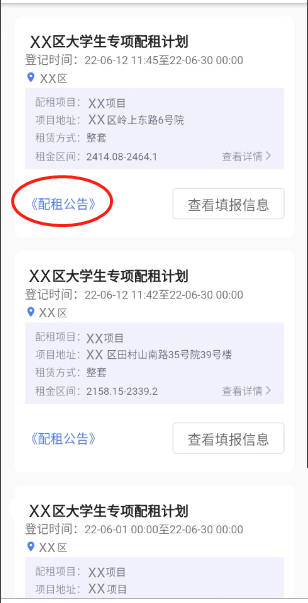 XX区大学生专项配租计划
登记时间：22-06-12 11:45至22-06-30 00:00
XX区
配租项目：XX项目
项目地址：XX区岭上东路6号院
租赁方式：整套
租金区间：2414.08-2464.1 查看详情>
《配租公告》 查看填报信息
XX区大学生专项配租计划
登记时间：22-06-12 11:42至22-06-30 00:00
XX区
配租项目：XX项目
项目地址：XX 区田村山南路35号院39号楼
租赁方式：整套
租金区间：2158.15-2339.2 查看详情>
《配租公告》 查看填报信息
XX区大学生专项配租计划
登记时间：22-06-01 00:00至22-06-30 00:00
XX区
配租项目：XX项目
项目地址：XX项目